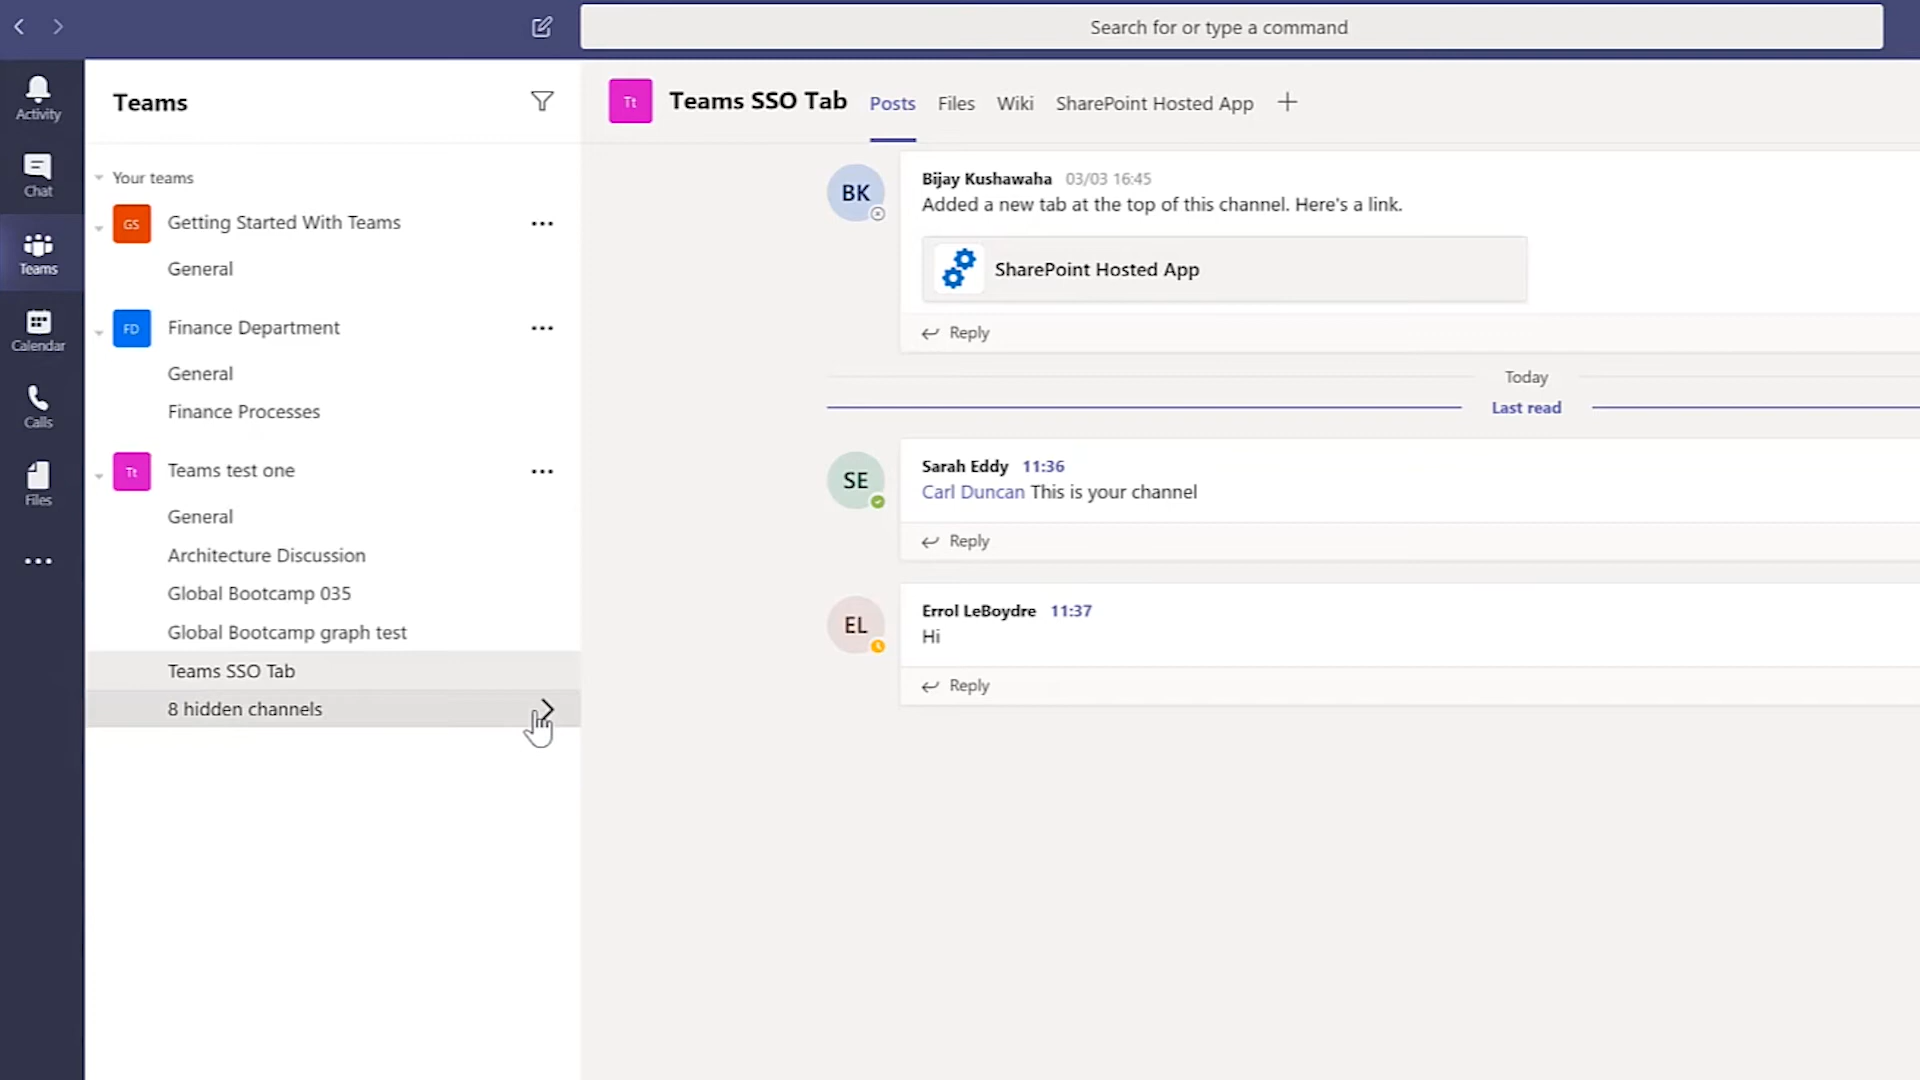 Search for or type a command
Activity
Chat
Teams
Calendar
Calls
Files
Teams
Your teams
GS Getting Started With Teams
General
FD Finance Department
General
Finance Processes
Tt Teams test one
General
Architecture Discussion
Global Bootcamp 035
Global Bootcamp graph test
Teams SSO Tab
8 hidden channels
Tt Teams SSO Tab Posts Files Wiki SharePoint Hosted App
BK Bijay Kushawaha 03/03 16:45
Added a new tab at the top of this channel. Here's a link.
SharePoint Hosted App
Reply
Today
Last read
SE Sarah Eddy 11:36
Carl Duncan This is your channel
Reply
EL Errol LeBoydre 11:37
Hi
Reply